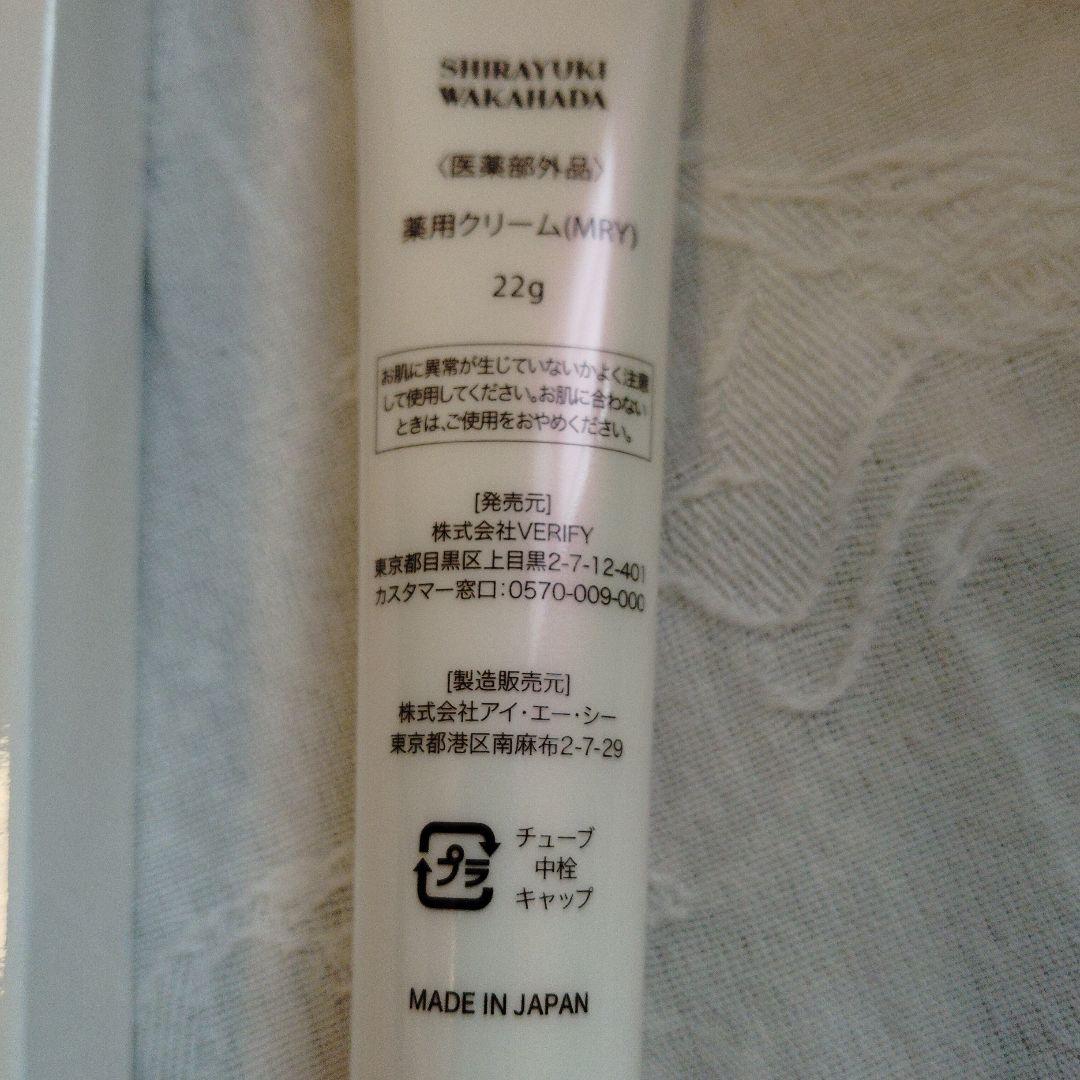 SHIRAYUKI
WAKAHADA
〈医薬部外品〉
薬用クリーム(MRY)
22g
お肌に異常が生じていないかよく注意
して使用してください。お肌に合わない
ときは、ご使用をおやめください。
[発売元]
株式会社VERIFY
東京都目黒区上目黒2-7-12-401
カスタマー窓口:0570-009-000
[製造販売元]
株式会社アイ・エー・シー
東京都港区南麻布2-7-29
プラ
チューブ
中栓
キャップ
MADE IN JAPAN